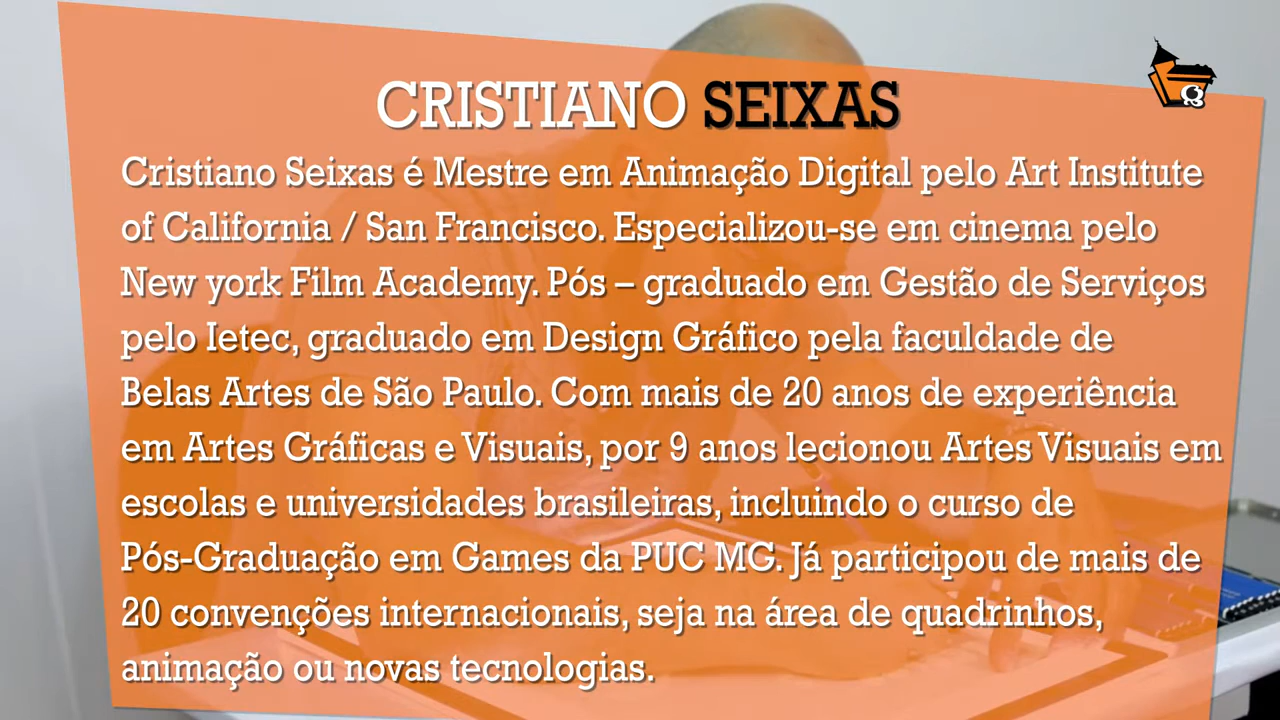 CRISTIANO SEIXAS
Cristiano Seixas é Mestre em Animação Digital pelo Art Institute
of California / San Francisco. Especializou-se em cinema pelo
New york Film Academy. Pós – graduado em Gestão de Serviços
pelo Ietec, graduado em Design Gráfico pela faculdade de
Belas Artes de São Paulo. Com mais de 20 anos de experiência
em Artes Gráficas e Visuais, por 9 anos lecionou Artes Visuais em
escolas e universidades brasileiras, incluindo o curso de
Pós-Graduação em Games da PUC MG. Já participou de mais de
20 convenções internacionais, seja na área de quadrinhos,
animação ou novas tecnologias.